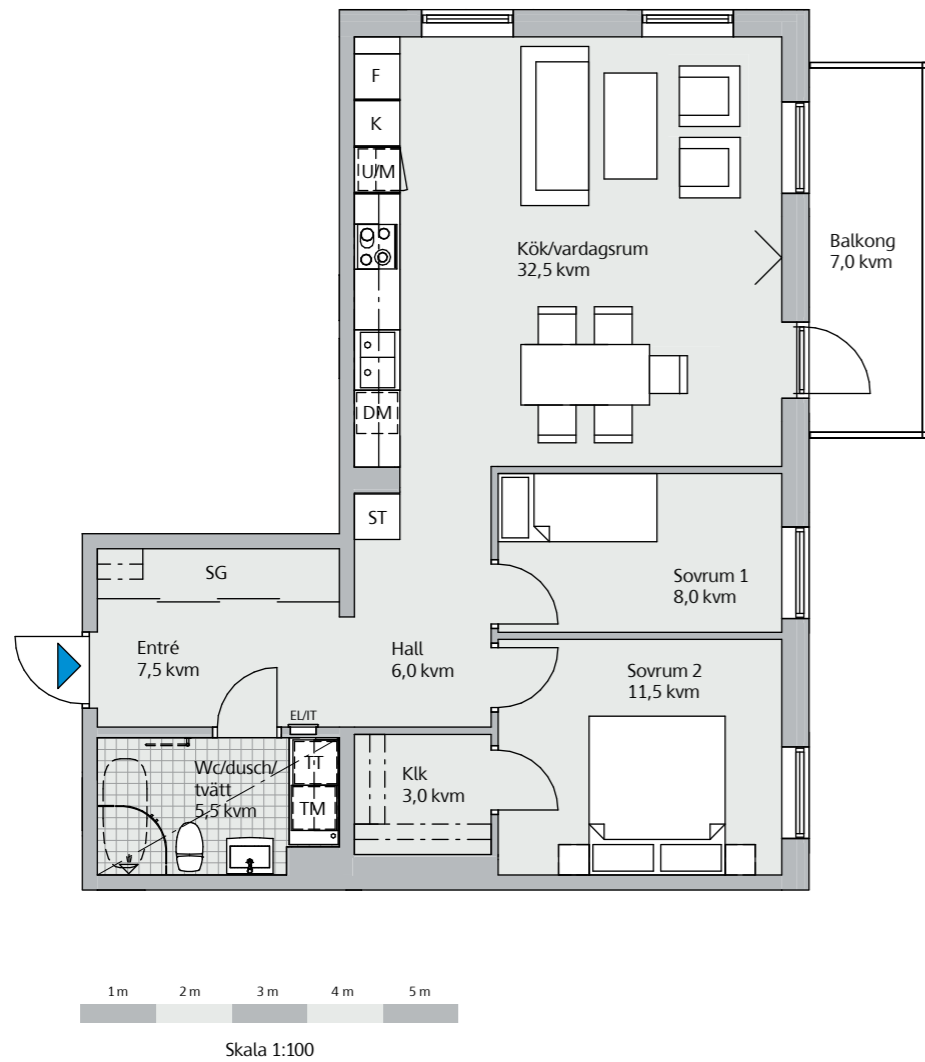 F
K
U/M
Kök/vardagsrum
32,5 kvm
Balkong
7,0 kvm
DM
ST
SG
Sovrum 1
8,0 kvm
Entré
7,5 kvm
Hall
6,0 kvm
Sovrum 2
11,5 kvm
EL/IT
Wc/dusch/
tvätt
5,5 kvm
TT
TM
Klk
3,0 kvm
1 m 2 m 3 m 4 m 5 m
Skala 1:100